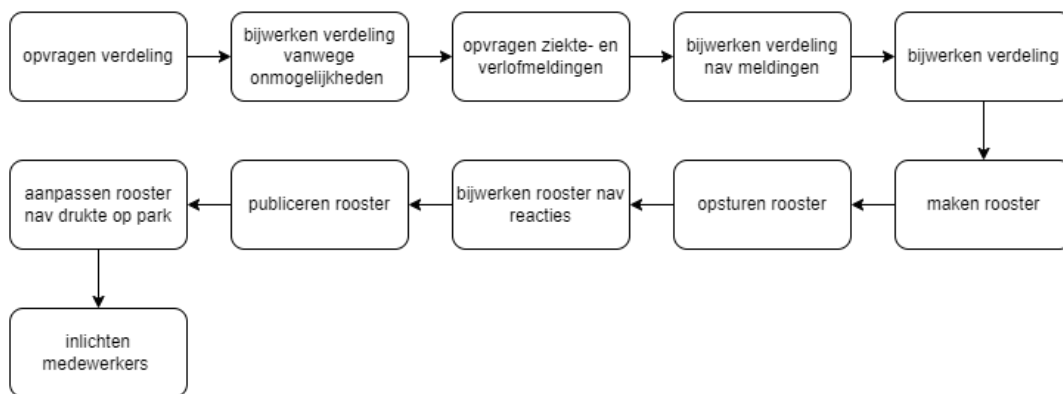 opvragen verdeling
bijwerken verdeling
vanwege
onmogelijkheden
opvragen ziekte- en
verlofmeldingen
bijwerken verdeling
nav meldingen
bijwerken verdeling
maken rooster
opsturen rooster
bijwerken rooster nav
reacties
publiceren rooster
aanpassen rooster
nav drukte op park
inlichten
medewerkers